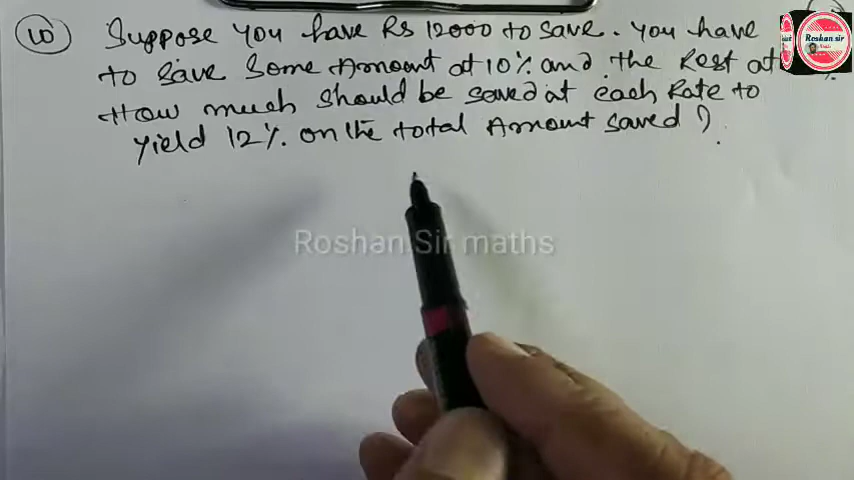 10 Suppose you have Rs 12000 to save. You have
to save some Amount at 10% and the Rest at %
How much should be saved at each Rate to
yield 12% on the total Amount saved?
Roshan Sir maths
Roshan sir